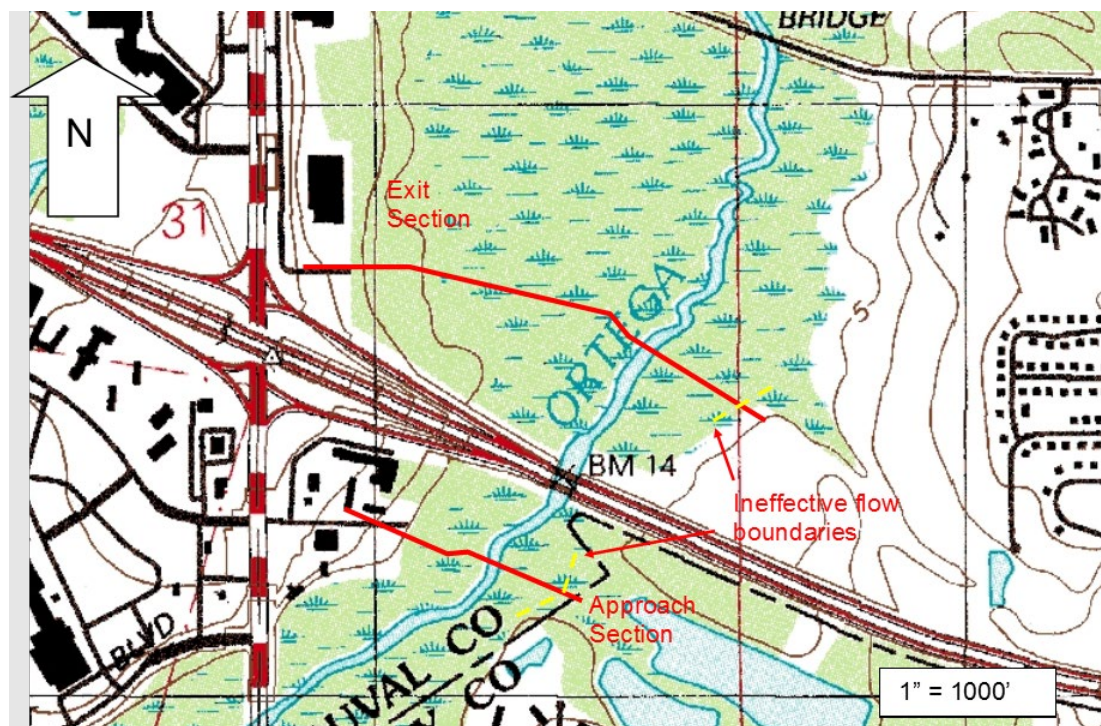 BRIDGE
N
Exit
Section
31
ORTEGA
5
BM 14
Ineffective flow
boundaries
Approach
Section
BLVD
DUVAL CO
CO
1” = 1000’